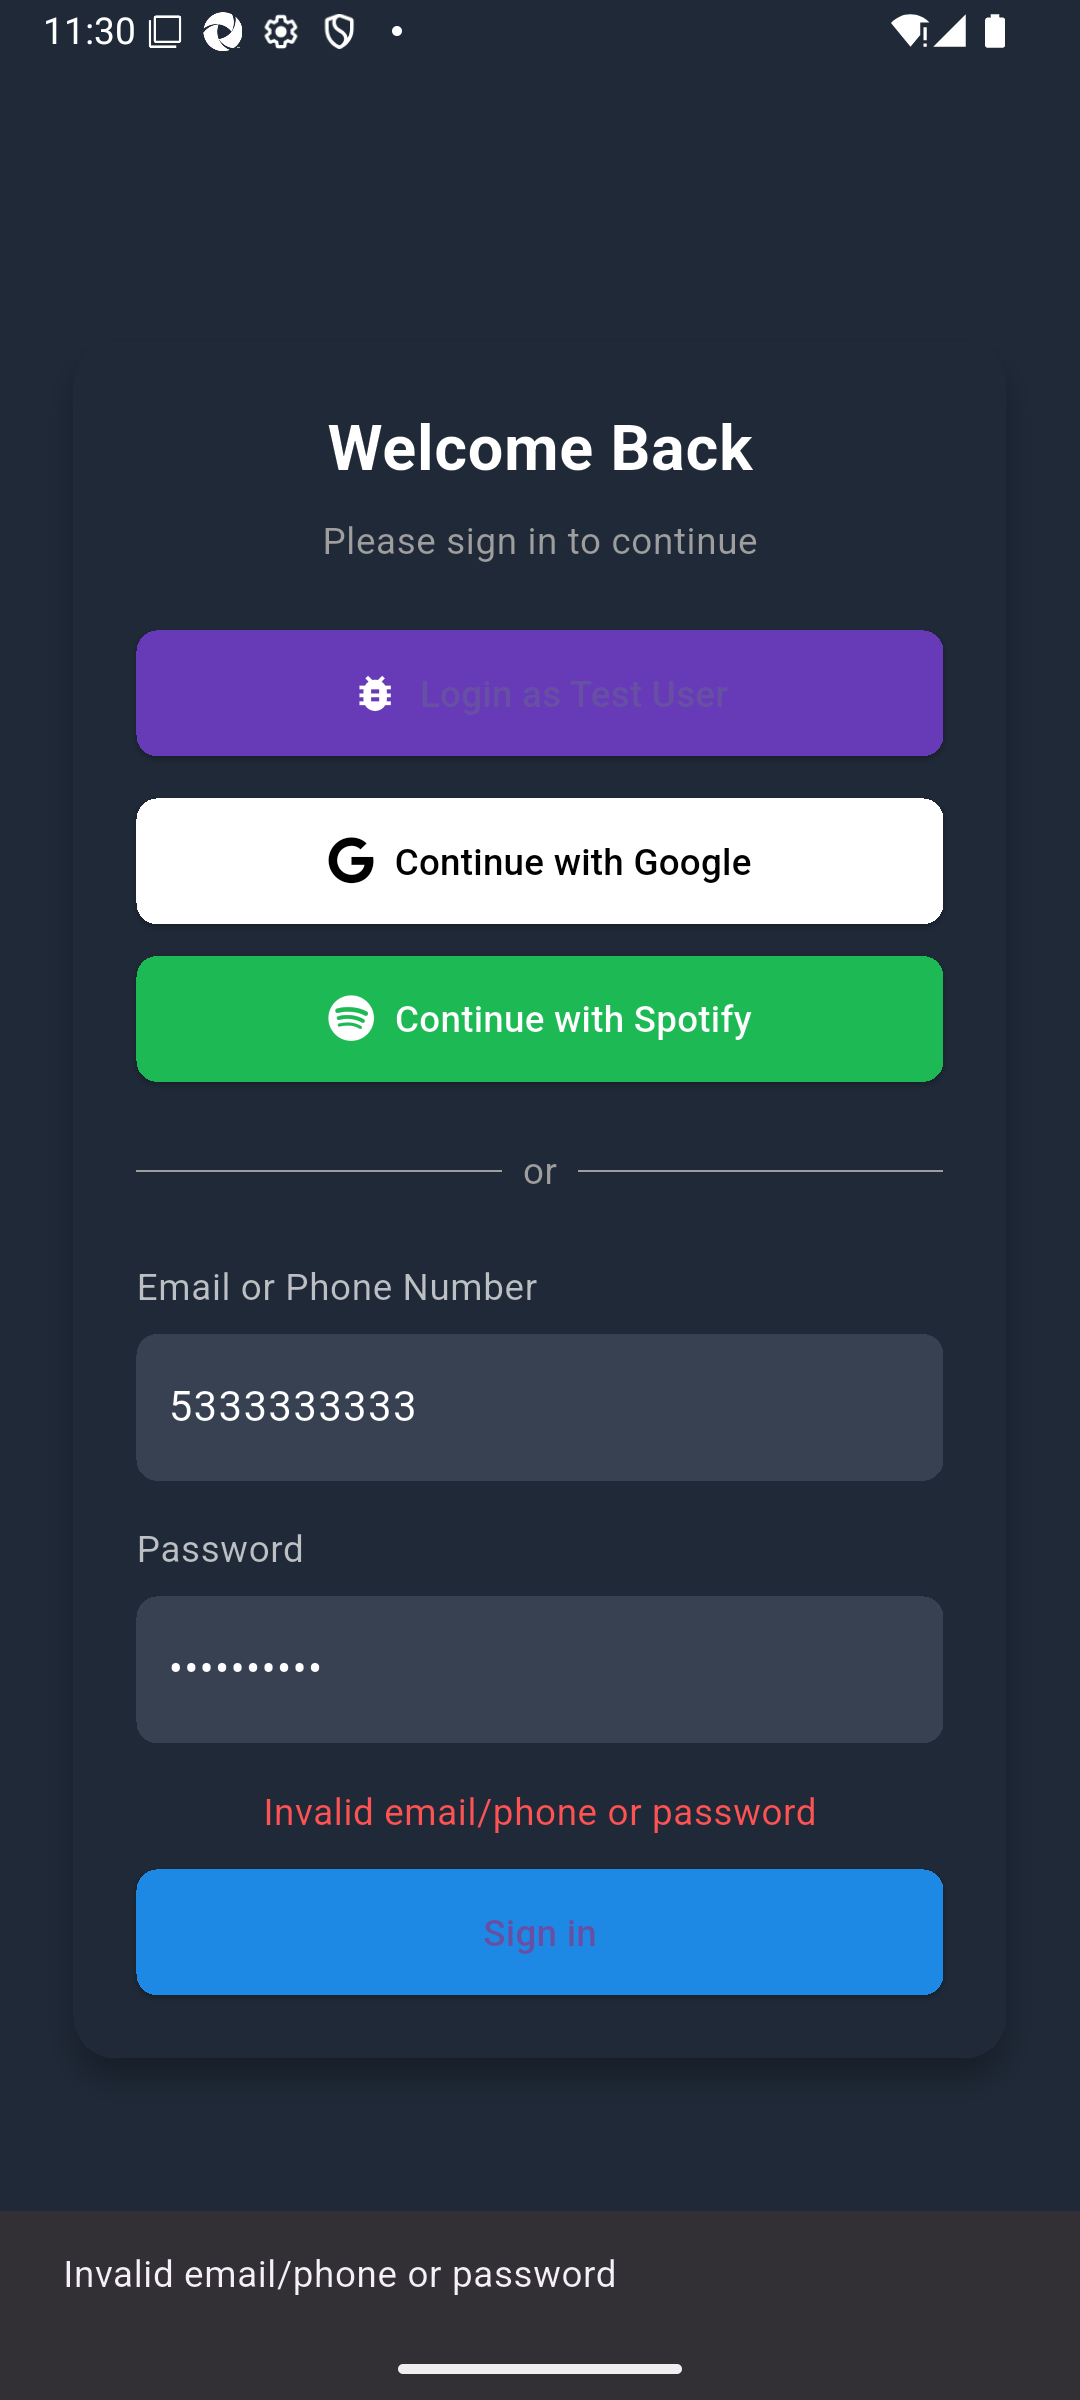 11:30
Welcome Back
Please sign in to continue
Login as Test User
Continue with Google
Continue with Spotify
or
Email or Phone Number
5333333333
Password
••••••••••
Invalid email/phone or password
Sign in
Invalid email/phone or password